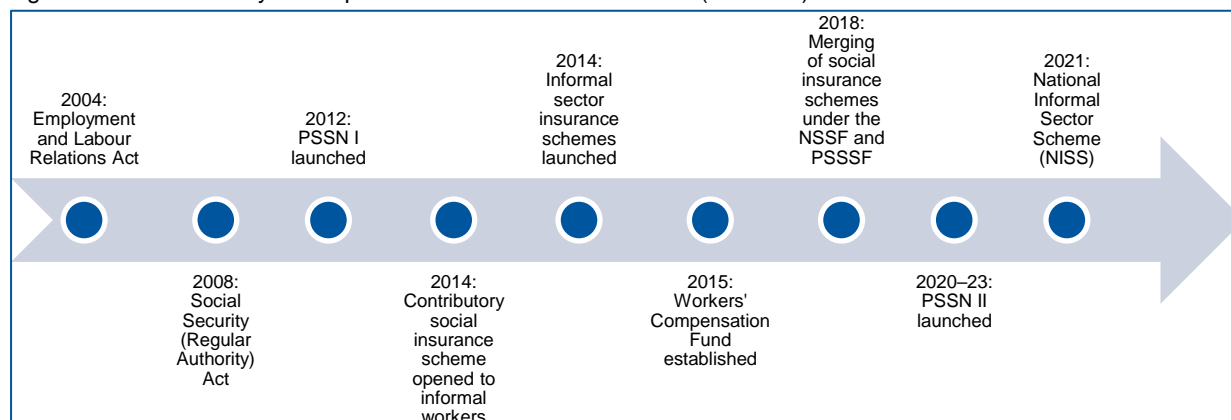 2004:
Employment
and Labour
Relations Act
2008:
Social
Security
(Regular
Authority)
Act
2012:
PSSN I
launched
2014:
Contributory
social
insurance
scheme
opened to
informal
workers
2014:
Informal
sector
insurance
schemes
launched
2015:
Workers'
Compensation
Fund
established
2018:
Merging
of social
insurance
schemes
under the
NSSF and
PSSSF
2020–23:
PSSN II
launched
2021:
National
Informal
Sector
Scheme
(NISS)